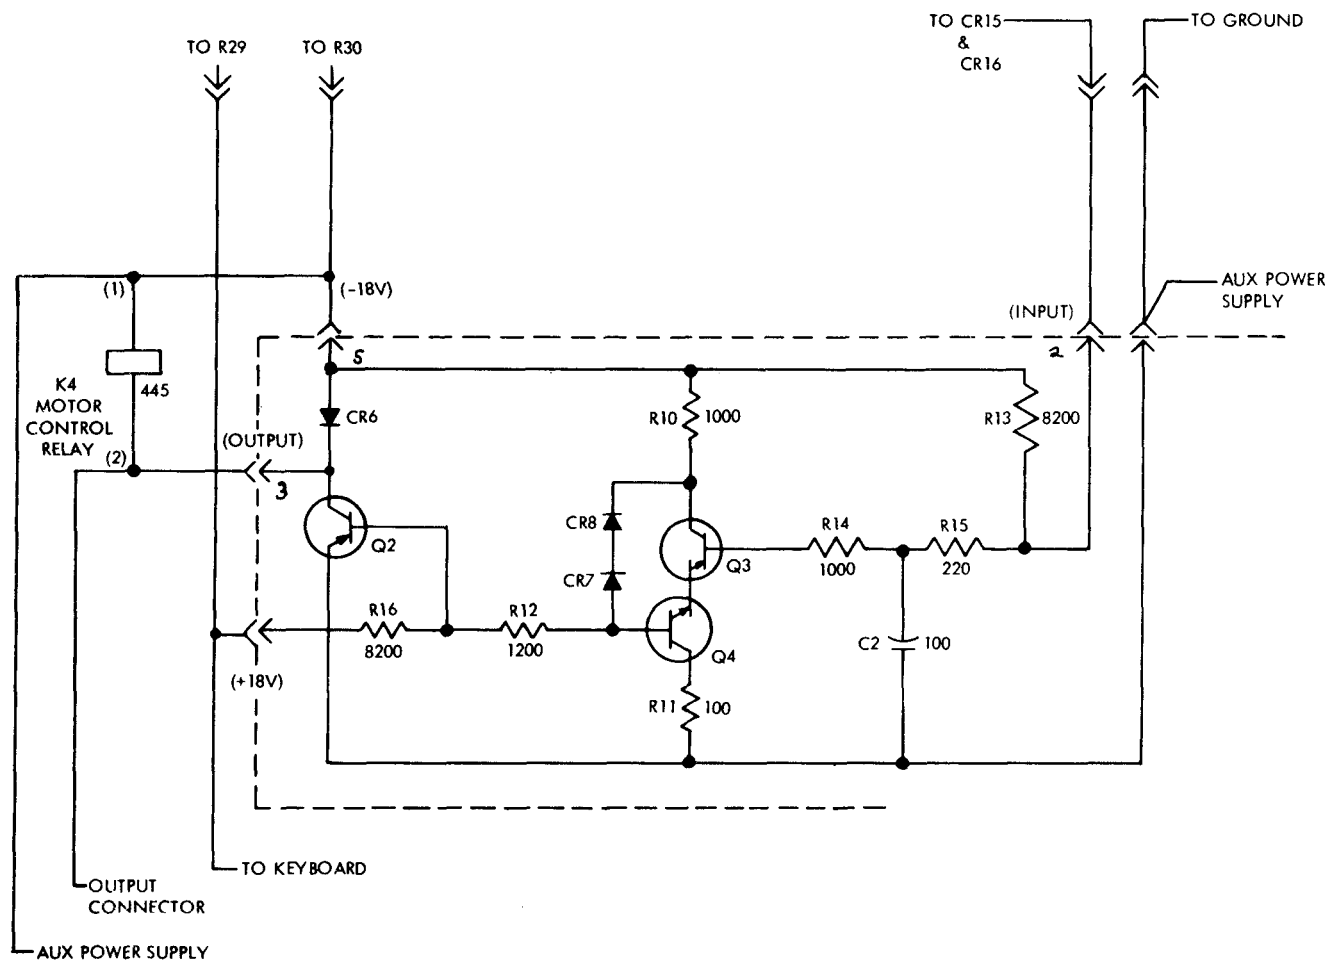 TO R29
TO R30
TO CR15
&
CR16
TO GROUND
(1)
(-18V)
AUX POWER
SUPPLY
(INPUT)
2
5
445
K4
MOTOR
CONTROL
RELAY
(2)
(OUTPUT)
3
CR6
R10
1000
R13
8200
Q2
CR8
CR7
Q3
R14
1000
R15
220
R16
8200
R12
1200
Q4
C2
100
(+18V)
R11
100
TO KEYBOARD
OUTPUT
CONNECTOR
AUX POWER SUPPLY